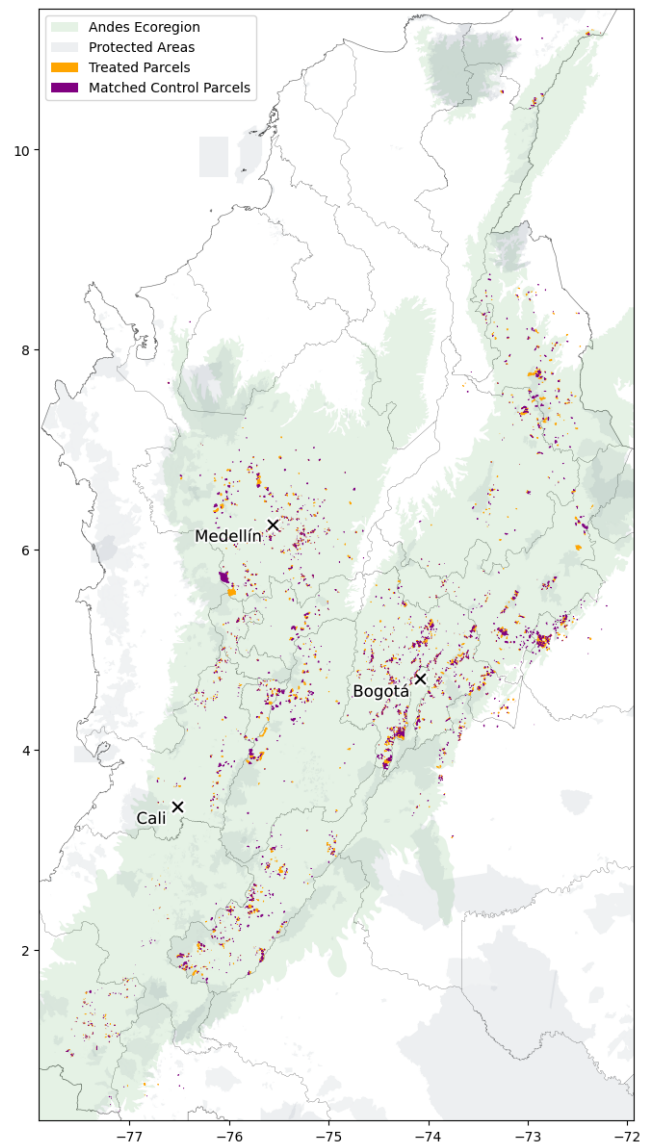 Andes Ecoregion
Protected Areas
Treated Parcels
Matched Control Parcels
10
8
Medellín
6
Bogotá
4
Cali
2
−77
−76
−75
−74
−73
−72